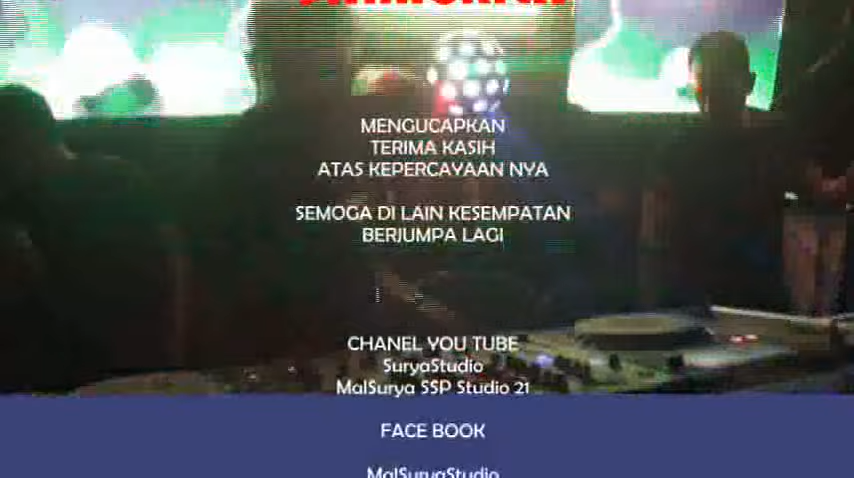 MENGUCAPKAN
TERIMA KASIH
ATAS KEPERCAYAAN NYA
SEMOGA DI LAIN KESEMPATAN
BERJUMPA LAGI
CHANEL YOU TUBE
SuryaStudio
MalSurya SSP Studio 21
FACE BOOK
MalSuryaStudio